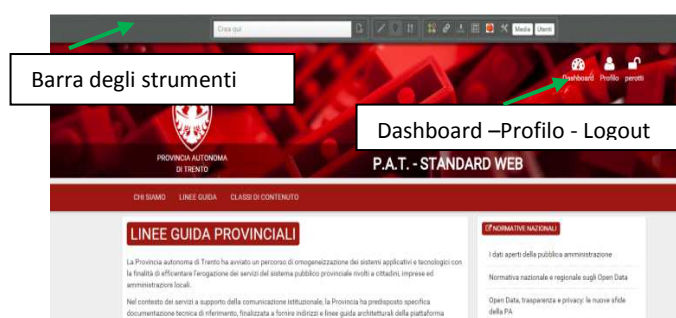 Crea qui
Media
Utenti
Barra degli strumenti
Dashboard Profilo perotti
Dashboard –Profilo - Logout
PROVINCIA AUTONOMA
DI TRENTO
P.A.T. - STANDARD WEB
CHI SIAMO LINEE GUIDA CLASSI DI CONTENUTO
LINEE GUIDA PROVINCIALI
La Provincia autonoma di Trento ha avviato un percorso di omogeneizzazione dei sistemi applicativi e tecnologici con
la finalità di efficientare l'erogazione dei servizi del sistema pubblico provinciale rivolti a cittadini, imprese ed
amministrazioni locali.
Nel contesto dei servizi a supporto della comunicazione istituzionale, la Provincia ha predisposto specifica
documentazione tecnica di riferimento, finalizzata a fornire indirizzi e linee guida architetturali della piattaforma
NORMATIVE NAZIONALI
I dati aperti della pubblica amministrazione
Normativa nazionale e regionale sugli Open Data
Open Data, trasparenza e privacy: le nuove sfide
della PA